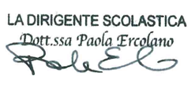 LA DIRIGENTE SCOLASTICA
Dott.ssa Paola Ercolano